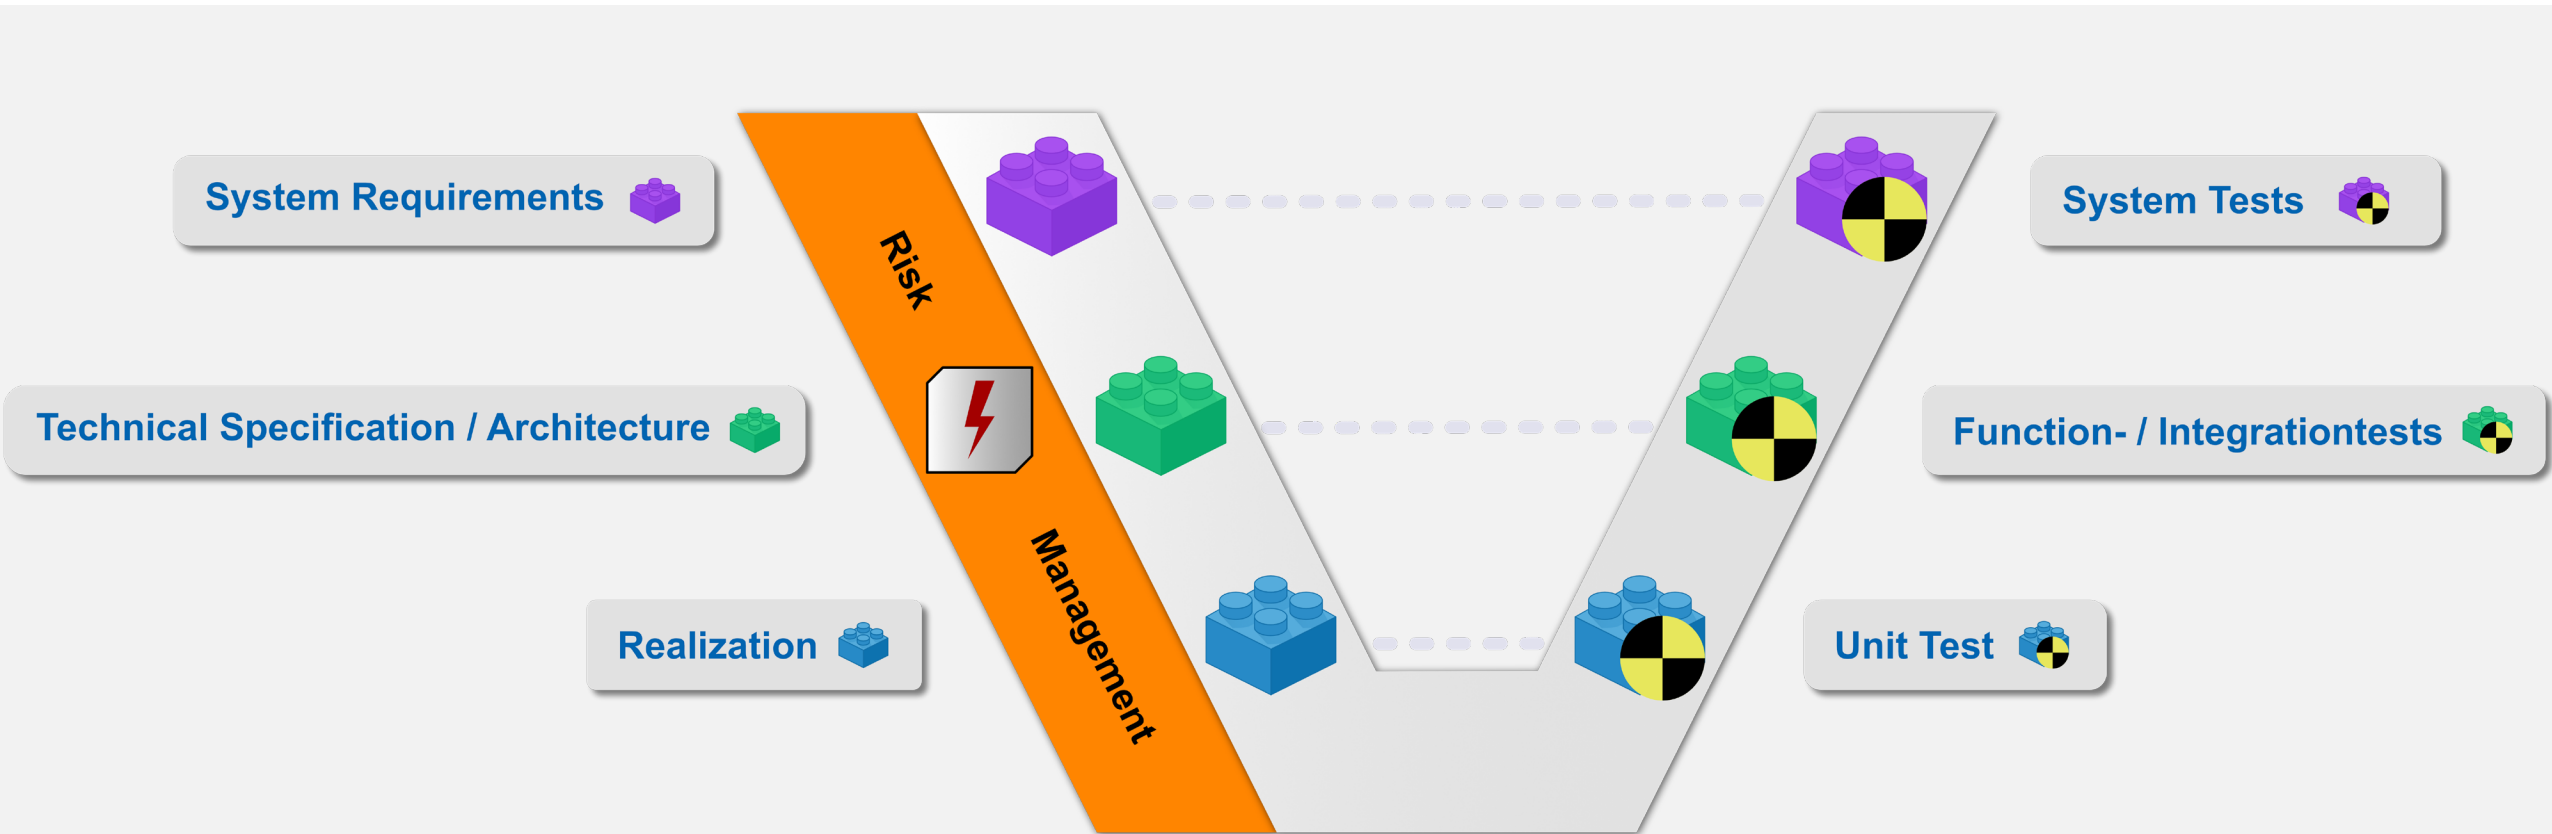 System Requirements
System Tests
Risk
Technical Specification / Architecture
Function- / Integrationtests
Management
Realization
Unit Test